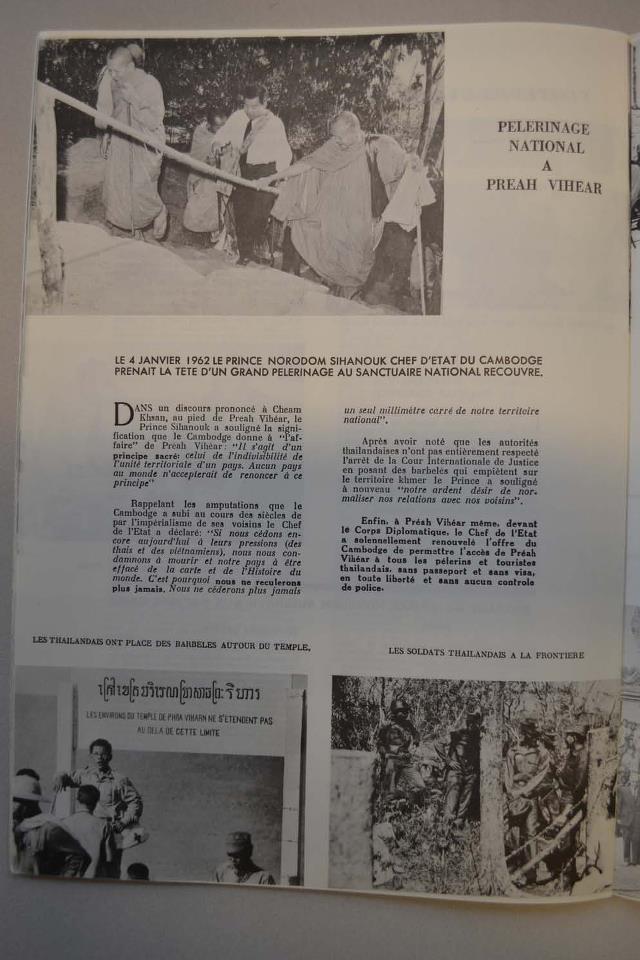 PELERINAGE
NATIONAL
A
PREAH VIHEAR
LE 4 JANVIER 1962 LE PRINCE NORODOM SIHANOUK CHEF D'ETAT DU CAMBODGE
PRENAIT LA TETE D'UN GRAND PELERINAGE AU SANCTUAIRE NATIONAL RECOUVRE.
DANS un discours prononcé à Cheam
Khsan, au pied de Préah Vihéar, le
Prince Sihanouk a souligné la signi-
fication que le Cambodge donne à "l'af-
faire" de Préah Vihéar : "Il s'agit d'un
principe sacré: celui de l'indivisibilité de
l'unité territoriale d'un pays. Aucun pays
au monde n'accepterait de renoncer à ce
principe"
Rappelant les amputations que le
Cambodge a subi au cours des siècles de
par l'impérialisme de ses voisins le Chef
de l'Etat a déclaré: "Si nous cédons en-
core aujourd'hui à leurs pressions (des
thaïs et des viêtnamiens), nous nous con-
damnons à mourir et notre pays à être
effacé de la carte et de l'Histoire du
monde. C'est pourquoi nous ne reculerons
plus jamais. Nous ne cèderons plus jamais
un seul millimètre carré de notre territoire
national".
Après avoir noté que les autorités
thaïlandaises n'ont pas entièrement respecté
l'arrêt de la Cour Internationale de Justice
en posant des barbelés qui empiètent sur
le territoire khmer le Prince a souligné
à nouveau "notre ardent désir de nor-
maliser nos relations avec nos voisins".
Enfin, à Préah Vihéar même, devant
le Corps Diplomatique, le Chef de l'Etat
a solennellement renouvelé l'offre du
Cambodge de permettre l'accès de Préah
Vihéar à tous les pélerins et touristes
thaïlandais, sans passeport et sans visa,
en toute liberté et sans aucun controle
de police.
LES THAILANDAIS ONT PLACE DES BARBELES AUTOUR DU TEMPLE,
LES SOLDATS THAILANDAIS A LA FRONTIERE
LES ENVIRONS DU TEMPLE DE PHRA VIHARN NE S'ETENDENT PAS
AU DELA DE CETTE LIMITE